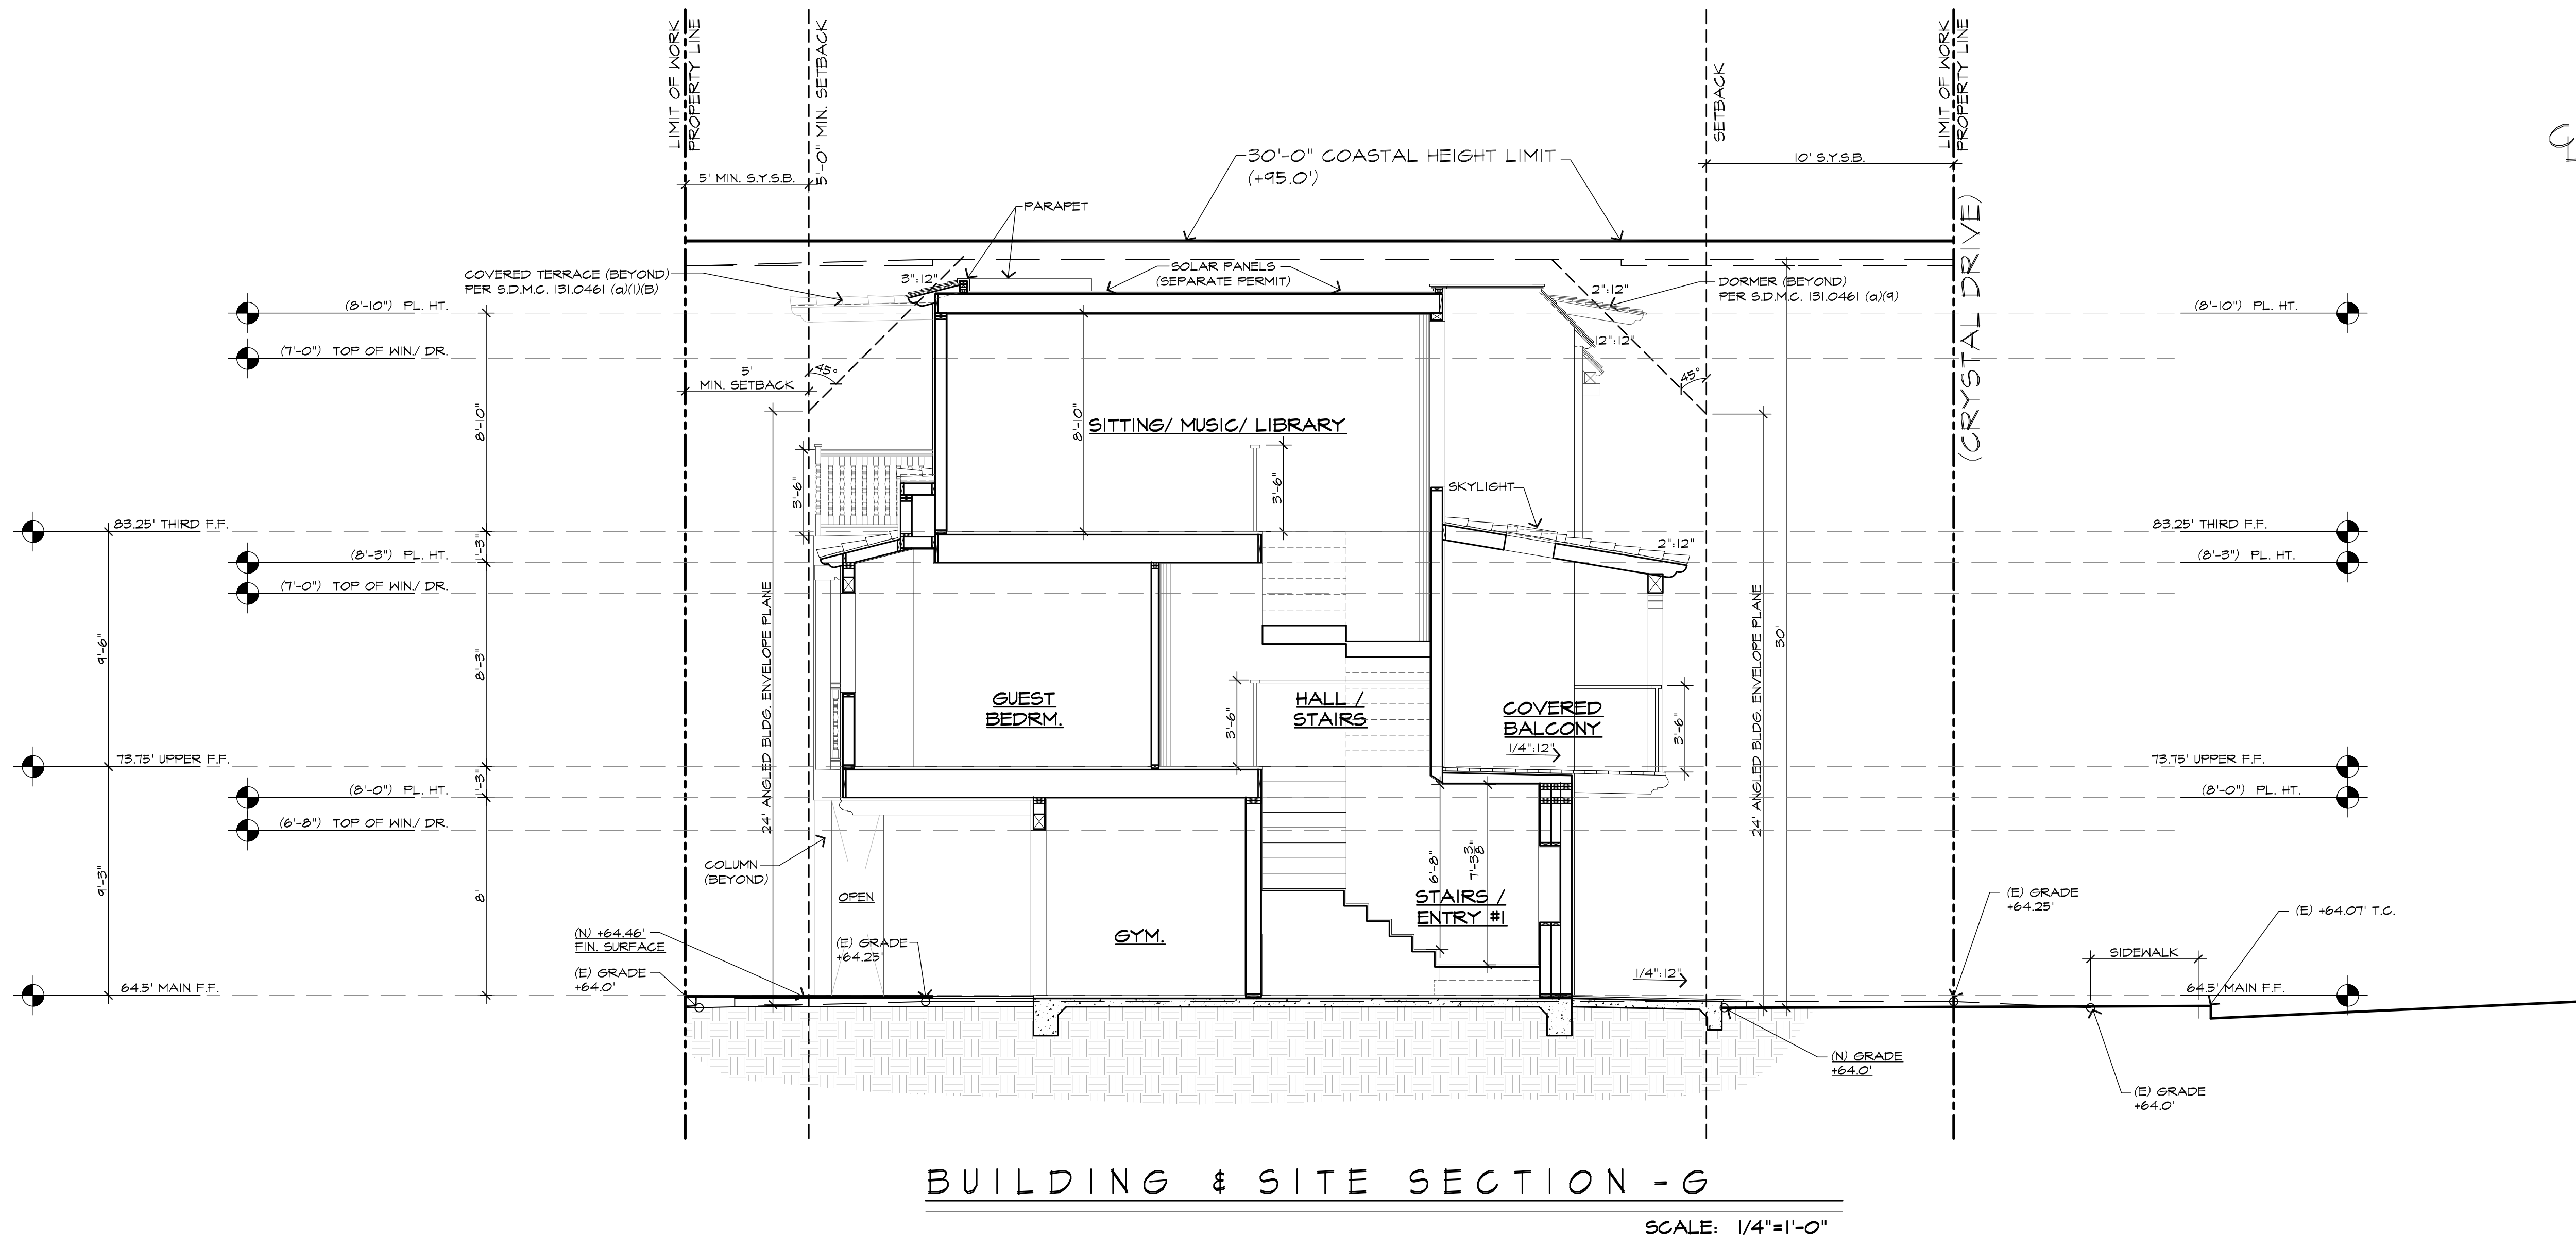 LIMIT OF WORK
PROPERTY LINE
5'-0" MIN. SETBACK
SETBACK
LIMIT OF WORK
PROPERTY LINE
(CRYSTAL DRIVE)
5' MIN. S.Y.S.B.
30'-0" COASTAL HEIGHT LIMIT
(+95.0')
10' S.Y.S.B.
PARAPET
COVERED TERRACE (BEYOND)
PER S.D.M.C. 131.0461 (a)(1)(B)
3":12"
SOLAR PANELS
(SEPARATE PERMIT)
2":12"
DORMER (BEYOND)
PER S.D.M.C. 131.0461 (a)(9)
(8'-10") PL. HT.
(8'-10") PL. HT.
(7'-0") TOP OF WIN./ DR.
12":12"
5'
MIN. SETBACK
45°
45°
8'-10"
8'-10"
SITTING/ MUSIC/ LIBRARY
3'-6"
3'-6"
SKYLIGHT
83.25' THIRD F.F.
83.25' THIRD F.F.
1'-3"
2":12"
(8'-3") PL. HT.
(8'-3") PL. HT.
(7'-0") TOP OF WIN./ DR.
9'-6"
8'-3"
24' ANGLED BLDG. ENVELOPE PLANE
24' ANGLED BLDG. ENVELOPE PLANE
30'
GUEST
BEDRM.
HALL /
STAIRS
COVERED
BALCONY
3'-6"
3'-6"
1/4":12"
73.75' UPPER F.F.
73.75' UPPER F.F.
1'-3"
(8'-0") PL. HT.
(8'-0") PL. HT.
(6'-8") TOP OF WIN./ DR.
9'-3"
8'
COLUMN
(BEYOND)
OPEN
6'-8"
7'-3 3/8"
STAIRS /
ENTRY #1
GYM.
(E) GRADE
+64.25'
(E) +64.07' T.C.
(N) +64.46'
FIN. SURFACE
(E) GRADE
+64.25'
SIDEWALK
(E) GRADE
+64.0'
1/4":12"
64.5' MAIN F.F.
64.5' MAIN F.F.
(N) GRADE
+64.0'
(E) GRADE
+64.0'
BUILDING & SITE SECTION - G
SCALE: 1/4"=1'-0"